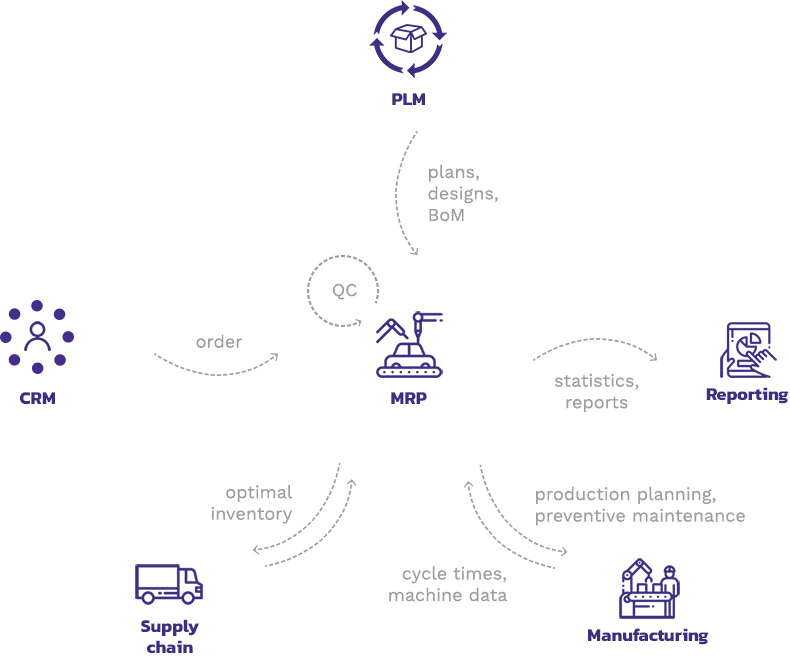 PLM
plans,
designs,
BoM
QC
order
CRM
MRP
statistics,
reports
Reporting
optimal
inventory
production planning,
preventive maintenance
cycle times,
machine data
Supply
chain
Manufacturing